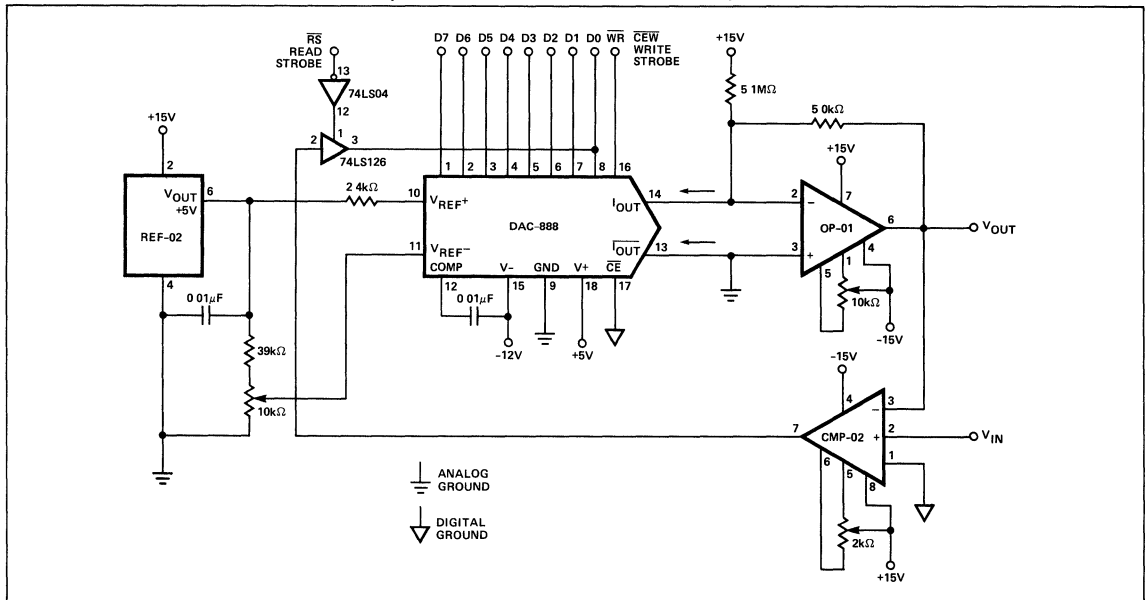 RS
READ
STROBE
13
74LS04
12
1
2
3
74LS126
D7 D6 D5 D4 D3 D2 D1 D0 WR CEW
WRITE
STROBE
1 2 3 4 5 6 7 8 16
+15V
2
VOUT
+5V
6
REF-02
4
0 01µF
39kΩ
10kΩ
2 4kΩ
10
VREF+
11
VREF-
DAC-888
14
IOUT
13
IOUT
COMP V- GND V+ CE
12 15 9 18 17
0 01µF
-12V
+5V
+15V
5 1MΩ
5 0kΩ
+15V
7
2
-
OP-01
6
VOUT
3
+
4
1
5
10kΩ
-15V
-15V
4
3
-
7
CMP-02
+
2
VIN
1
6
5
8
2kΩ
+15V
ANALOG
GROUND
DIGITAL
GROUND